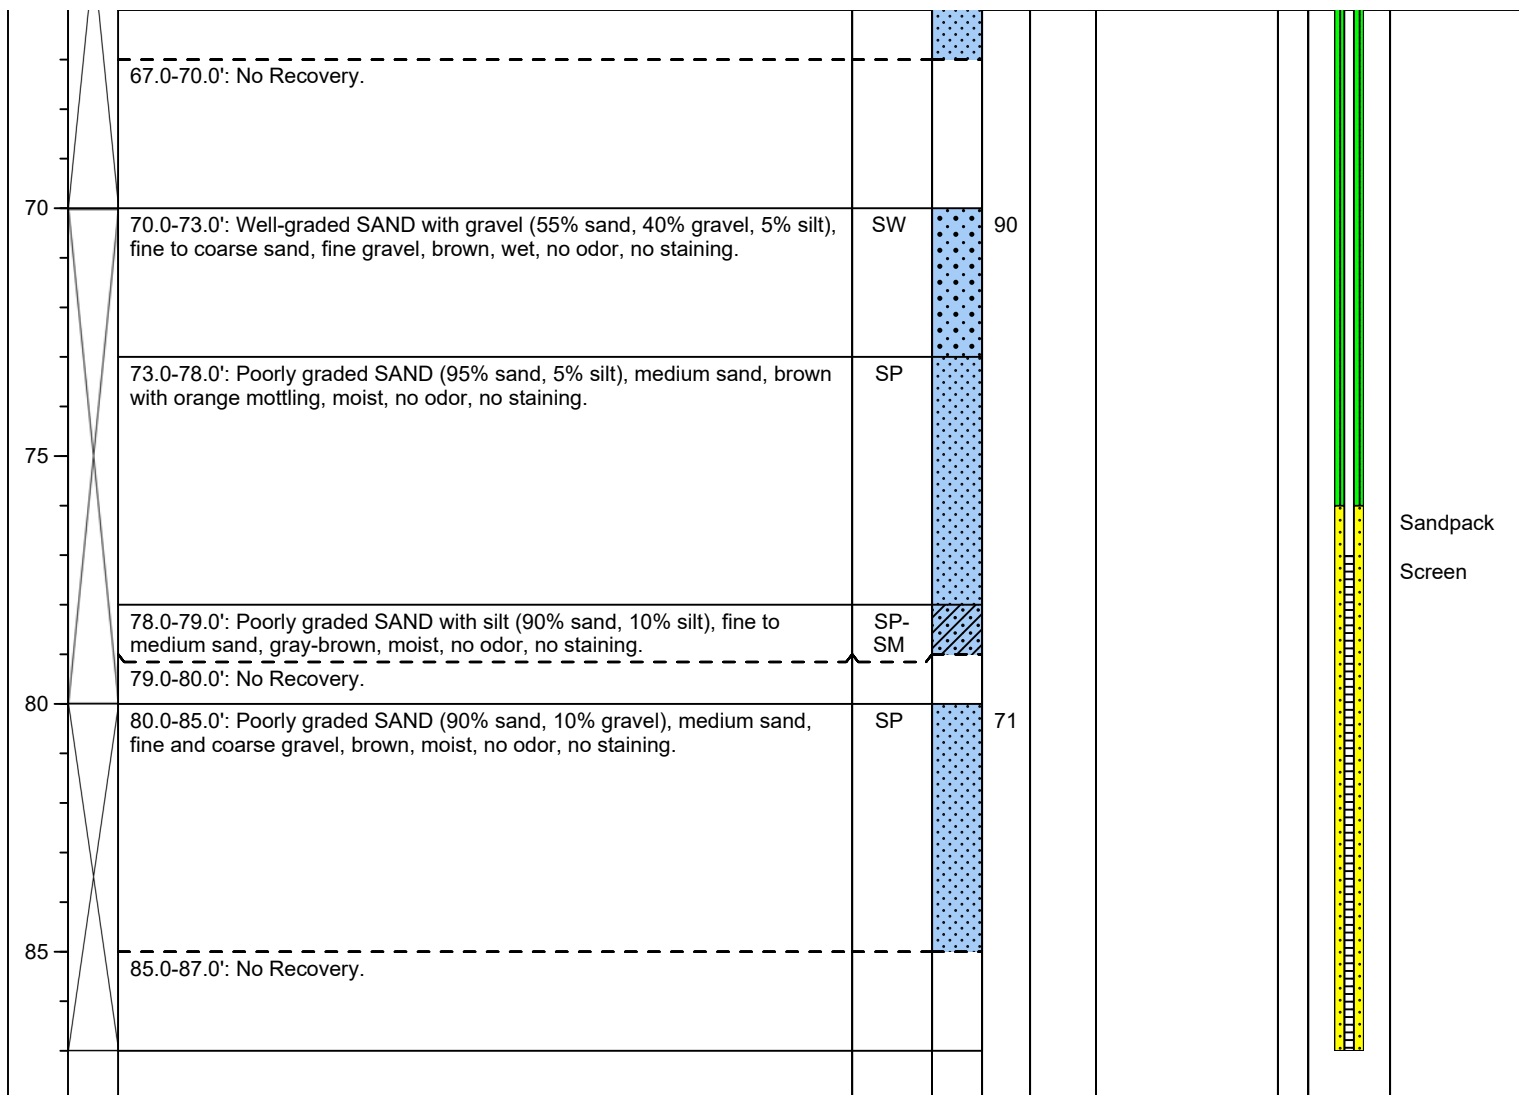 67.0-70.0': No Recovery.
70
70.0-73.0': Well-graded SAND with gravel (55% sand, 40% gravel, 5% silt),
fine to coarse sand, fine gravel, brown, wet, no odor, no staining.
SW
90
73.0-78.0': Poorly graded SAND (95% sand, 5% silt), medium sand, brown
with orange mottling, moist, no odor, no staining.
SP
75
Sandpack
Screen
78.0-79.0': Poorly graded SAND with silt (90% sand, 10% silt), fine to
medium sand, gray-brown, moist, no odor, no staining.
SP-
SM
79.0-80.0': No Recovery.
80
80.0-85.0': Poorly graded SAND (90% sand, 10% gravel), medium sand,
fine and coarse gravel, brown, moist, no odor, no staining.
SP
71
85
85.0-87.0': No Recovery.